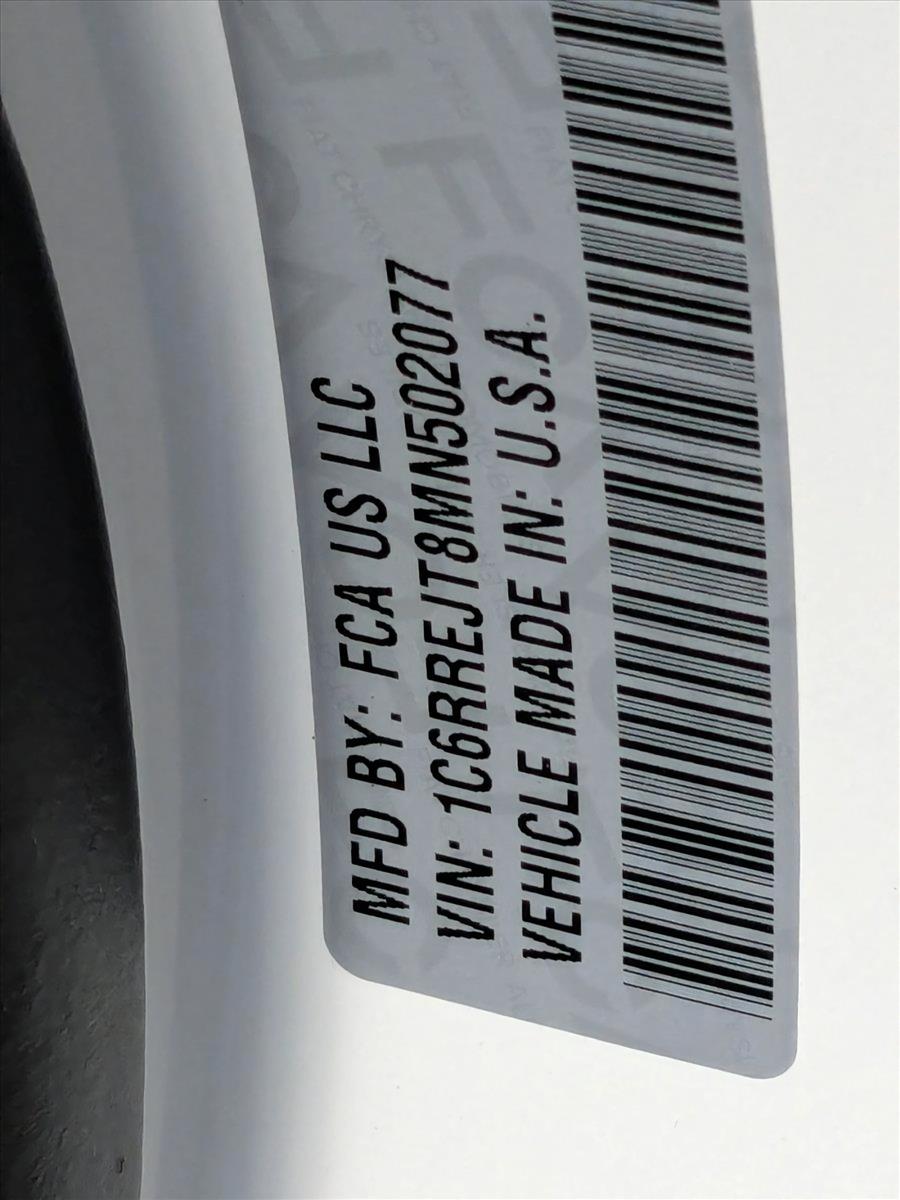 MFD BY: FCA US LLC
VIN: 1C6RREJT8MN502077
VEHICLE MADE IN: U.S.A.